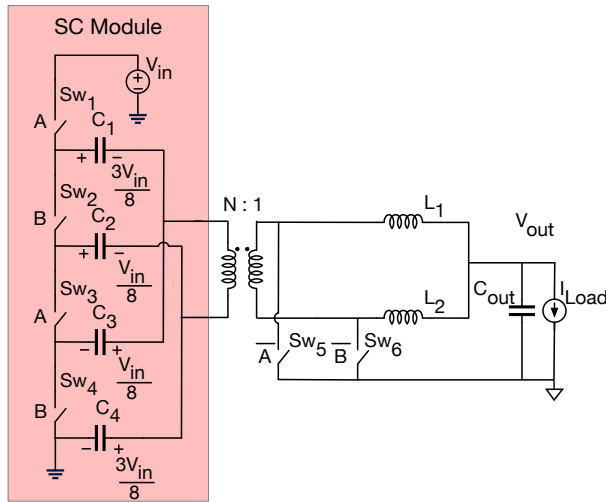 SC Module
V_in
Sw_1
A
C_1
+ −
3V_in
8
Sw_2
B
C_2
+ −
V_in
8
Sw_3
A
C_3
− +
V_in
8
Sw_4
B
C_4
− +
3V_in
8
N : 1
L_1
L_2
A̅
Sw_5
B̅
Sw_6
V_out
C_out
I_Load